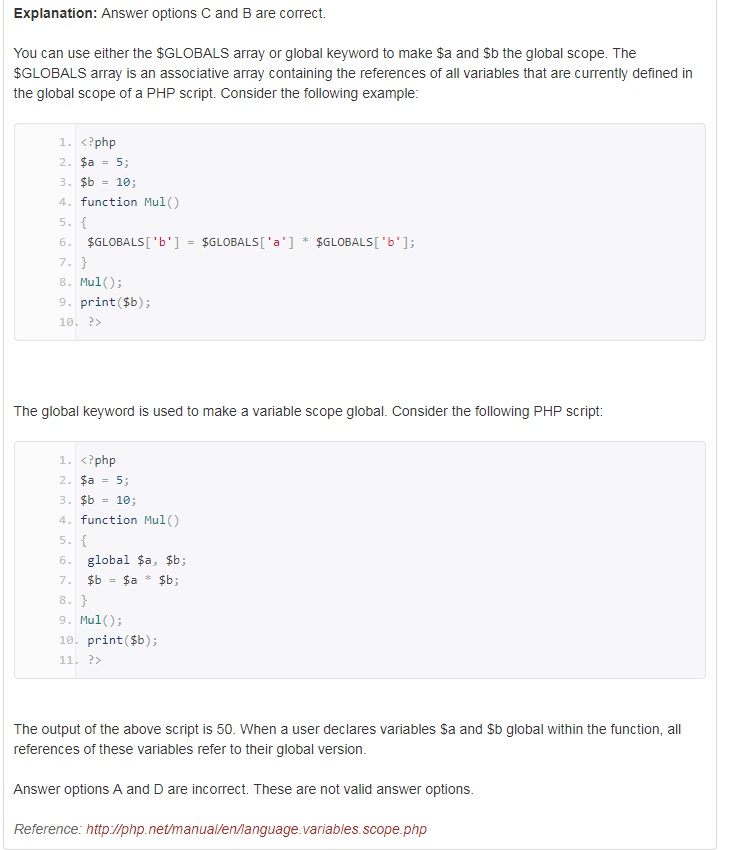 Explanation: Answer options C and B are correct.
You can use either the $GLOBALS array or global keyword to make $a and $b the global scope. The
$GLOBALS array is an associative array containing the references of all variables that are currently defined in
the global scope of a PHP script. Consider the following example:
1. <?php
2. $a = 5;
3. $b = 10;
4. function Mul()
5. {
6.  $GLOBALS['b'] = $GLOBALS['a'] * $GLOBALS['b'];
7. }
8. Mul();
9. print($b);
10. ?>
The global keyword is used to make a variable scope global. Consider the following PHP script:
1. <?php
2. $a = 5;
3. $b = 10;
4. function Mul()
5. {
6.  global $a, $b;
7.  $b = $a * $b;
8. }
9. Mul();
10. print($b);
11. ?>
The output of the above script is 50. When a user declares variables $a and $b global within the function, all
references of these variables refer to their global version.
Answer options A and D are incorrect. These are not valid answer options.
Reference: http://php.net/manual/en/language.variables.scope.php